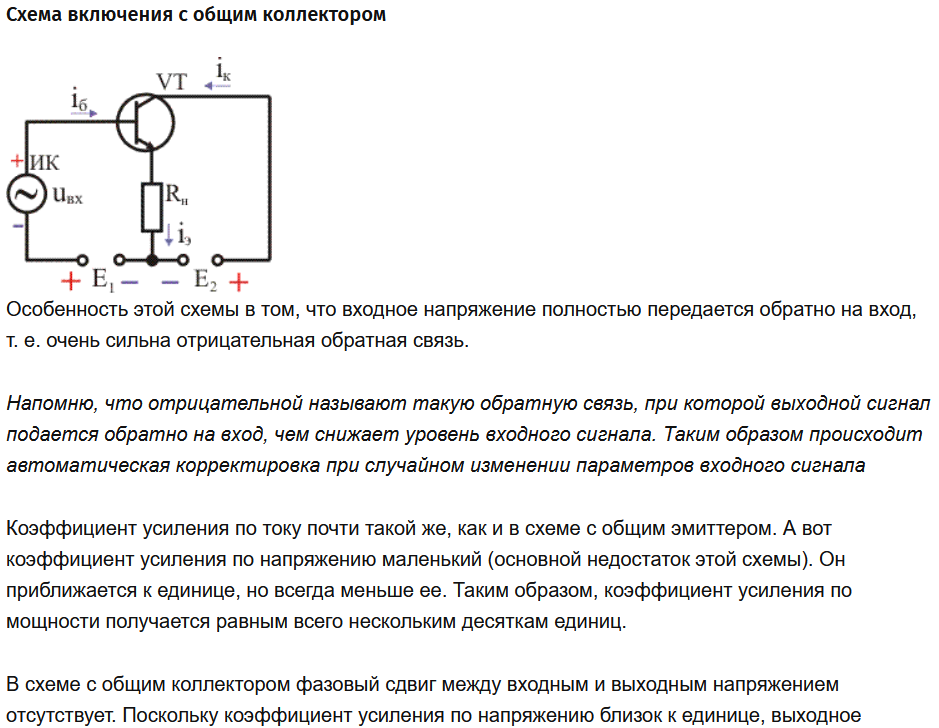 Схема включения с общим коллектором
VT
iк
iб
+ ИК
uвх
–
Rн
iэ
+ E1 – – E2 +
Особенность этой схемы в том, что входное напряжение полностью передается обратно на вход,
т. е. очень сильна отрицательная обратная связь.
Напомню, что отрицательной называют такую обратную связь, при которой выходной сигнал
подается обратно на вход, чем снижает уровень входного сигнала. Таким образом происходит
автоматическая корректировка при случайном изменении параметров входного сигнала
Коэффициент усиления по току почти такой же, как и в схеме с общим эмиттером. А вот
коэффициент усиления по напряжению маленький (основной недостаток этой схемы). Он
приближается к единице, но всегда меньше ее. Таким образом, коэффициент усиления по
мощности получается равным всего нескольким десяткам единиц.
В схеме с общим коллектором фазовый сдвиг между входным и выходным напряжением
отсутствует. Поскольку коэффициент усиления по напряжению близок к единице, выходное